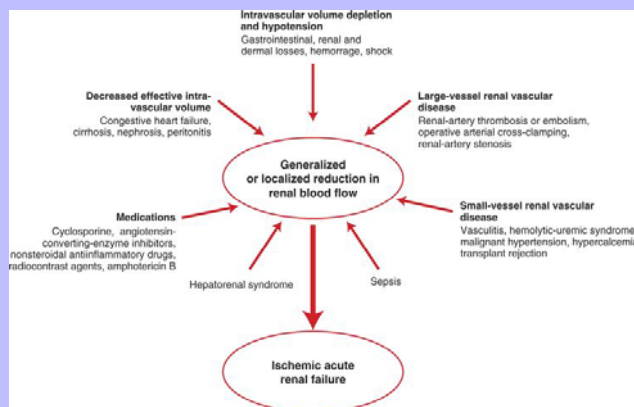 Intravascular volume depletion
and hypotension
Gastrointestinal, renal and
dermal losses, hemorrage, shock
Decreased effective intra-
vascular volume
Congestive heart failure,
cirrhosis, nephrosis, peritonitis
Large-vessel renal vascular
disease
Renal-artery thrombosis or embolism,
operative arterial cross-clamping,
renal-artery stenosis
Generalized
or localized reduction in
renal blood flow
Medications
Cyclosporine, angiotensin-
converting-enzyme inhibitors,
nonsteroidal antiinflammatory drugs,
radiocontrast agents, amphotericin B
Small-vessel renal vascular
disease
Vasculitis, hemolytic-uremic syndrome
malignant hypertension, hypercalcemia
transplant rejection
Hepatorenal syndrome
Sepsis
Ischemic acute
renal failure